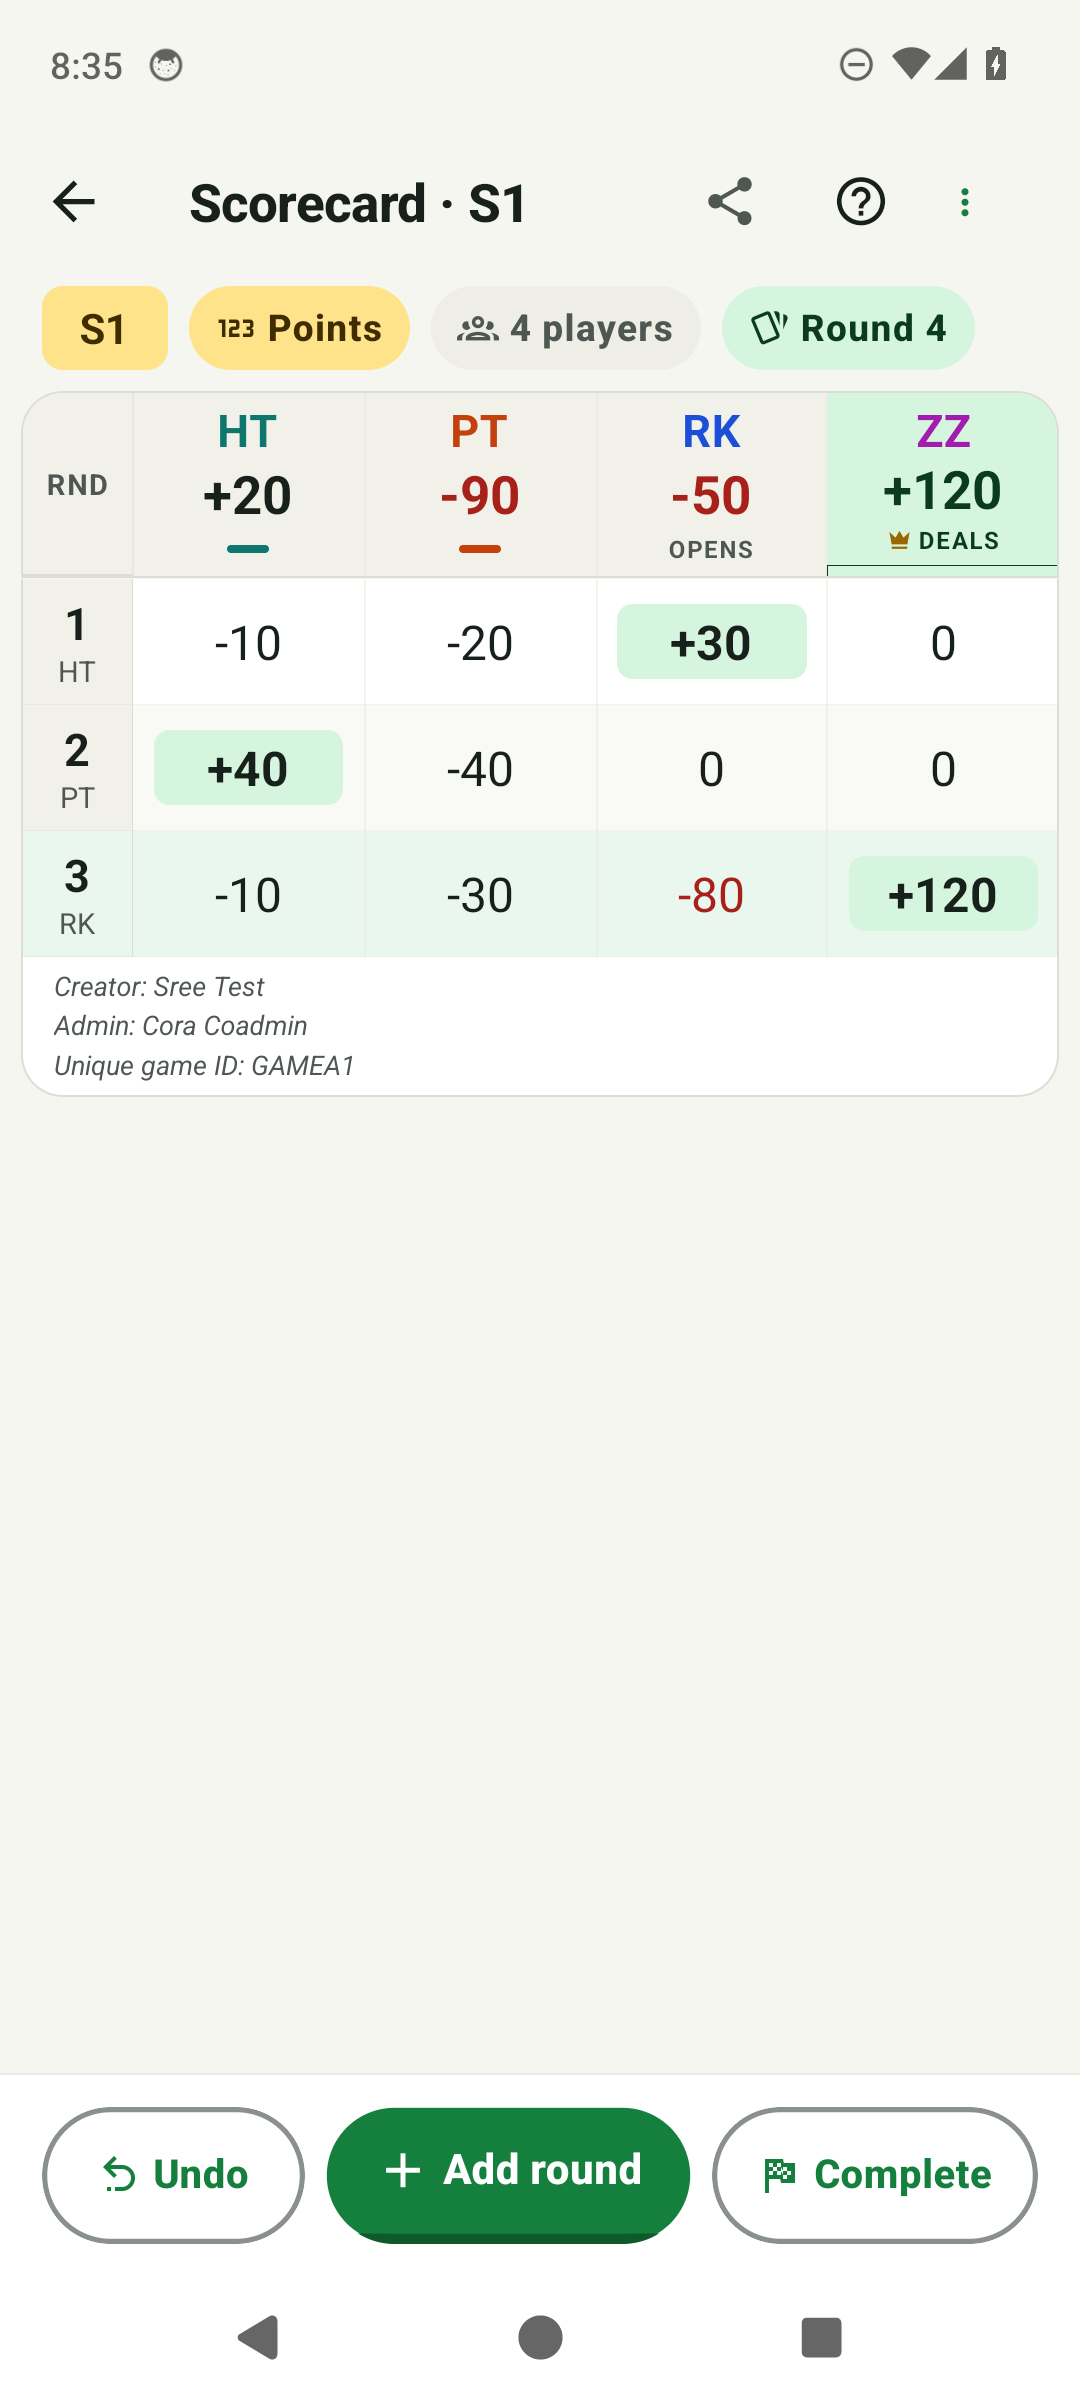 8:35
Scorecard · S1
S1
123 Points
4 players
Round 4
RND
HT
PT
RK
ZZ
+20
-90
-50
+120
OPENS
DEALS
1
HT
-10
-20
+30
0
2
PT
+40
-40
0
0
3
RK
-10
-30
-80
+120
Creator: Sree Test
Admin: Cora Coadmin
Unique game ID: GAMEA1
Undo
+ Add round
Complete